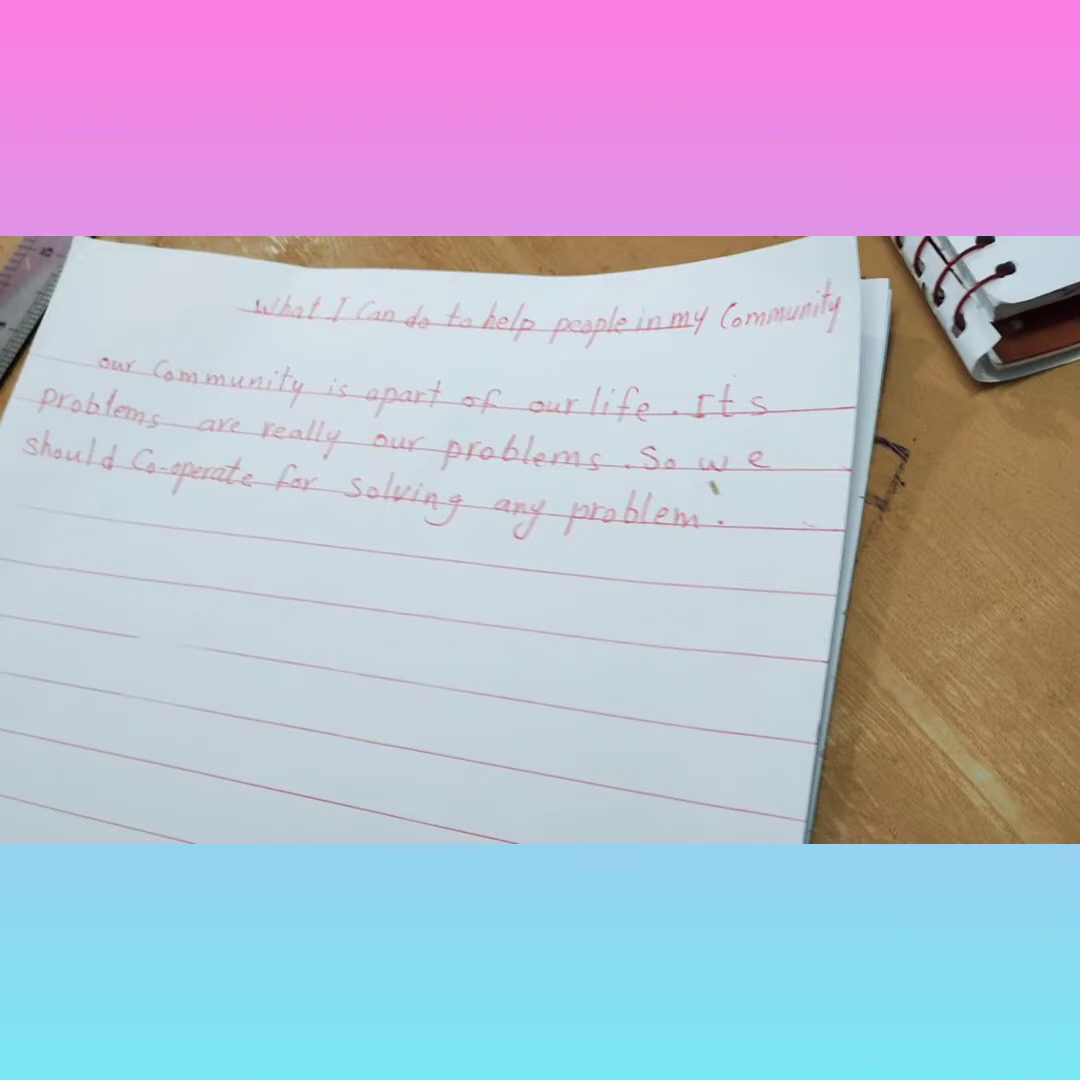 What I Can do to help people in my Community
our Community is apart of our life. Its
problems are really our problems. So we
should Co-operate for solving any problem.